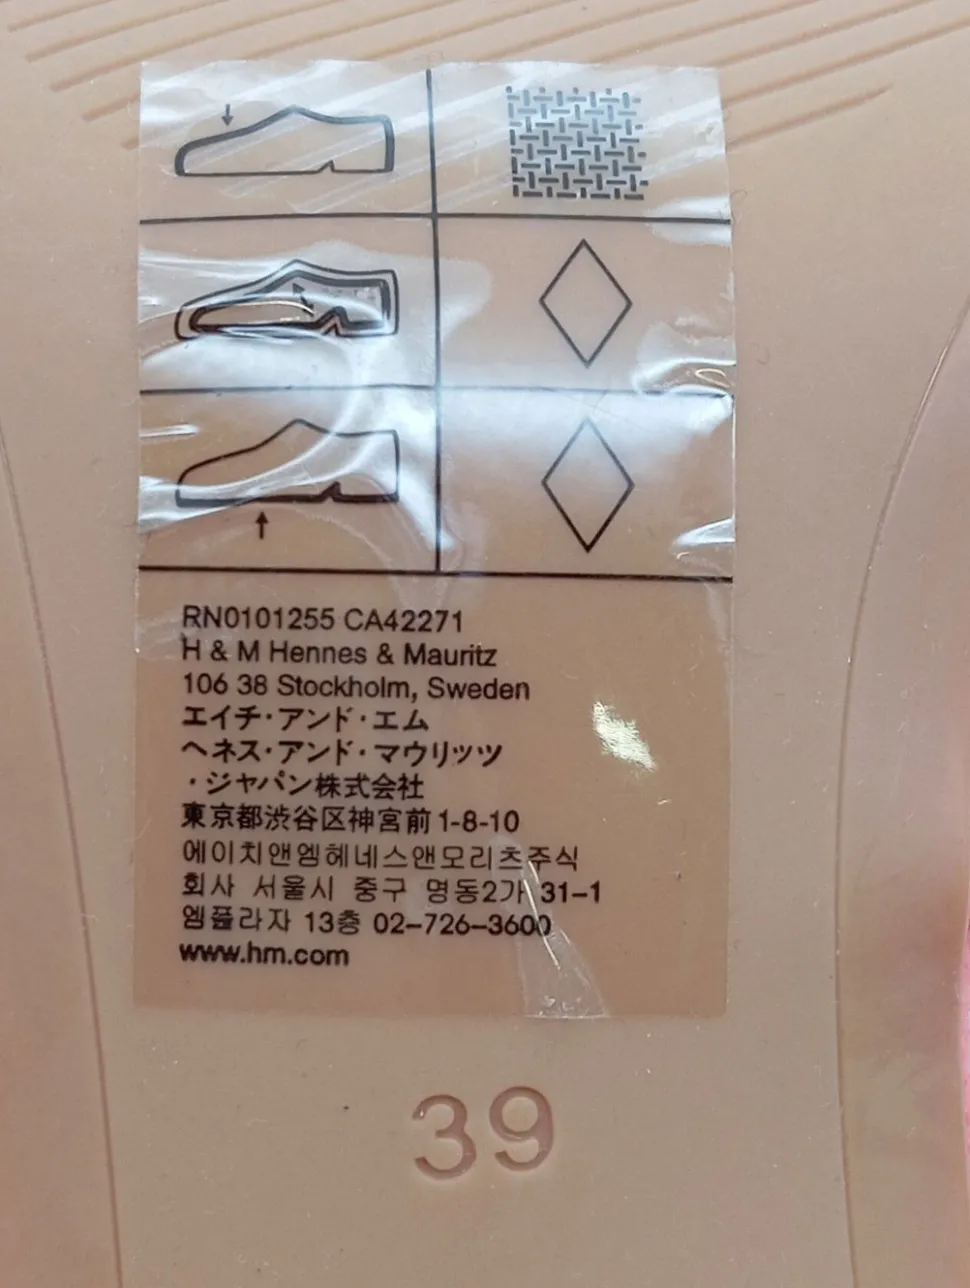 RN0101255 CA42271
H & M Hennes & Mauritz
106 38 Stockholm, Sweden
エイチ・アンド・エム
ヘネス・アンド・マウリッツ
・ジャパン株式会社
東京都渋谷区神宮前1-8-10
에이치앤엠헤네스앤모리츠주식
회사 서울시 중구 명동2가 31-1
엠플라자 13층 02-726-3600
www.hm.com
39